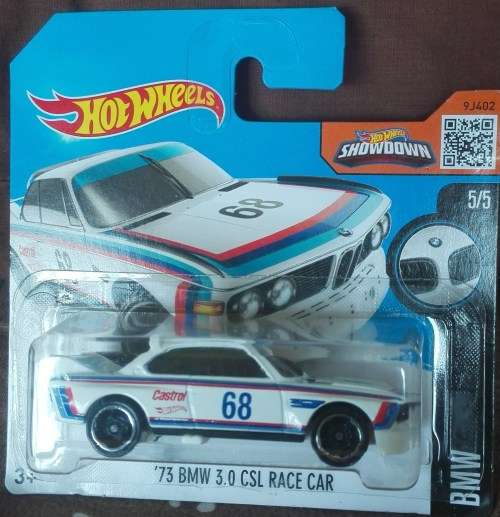 Hot Wheels
9J402
Hot Wheels
SHOWDOWN
5/5
68
Castrol
68
'73 BMW 3.0 CSL RACE CAR
3+
BMW